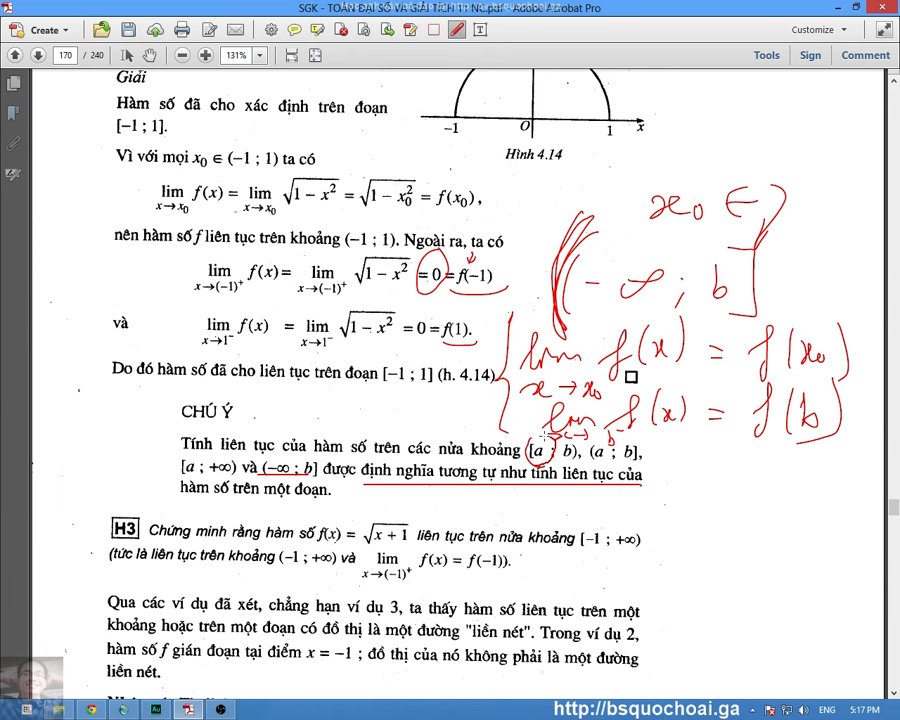 SGK - TOAN ĐAI SO VA GIAI TICH 11 NC.pdf - Adobe Acrobat Pro
Create
Customize
170 / 240
131%
Tools
Sign
Comment
Giải
Hàm số đã cho xác định trên đoạn
[−1 ; 1].
−1 O 1 x
Hình 4.14
Vì với mọi x₀ ∈ (−1 ; 1) ta có
lim f(x) = lim √(1 − x²) = √(1 − x₀²) = f(x₀),
x→x₀ x→x₀
x₀ ∈
nên hàm số f liên tục trên khoảng (−1 ; 1). Ngoài ra, ta có
lim f(x) = lim √(1 − x²) = 0 = f(−1)
x→(−1)⁺ x→(−1)⁺
(−∞ ; b]
và lim f(x) = lim √(1 − x²) = 0 = f(1).
x→1⁻ x→1⁻
lim f(x) = f(x₀)
x→x₀
Do đó hàm số đã cho liên tục trên đoạn [−1 ; 1] (h. 4.14).
lim f(x) = f(b)
x→b⁻
CHÚ Ý
Tính liên tục của hàm số trên các nửa khoảng [a ; b), (a ; b],
[a ; +∞) và (−∞ ; b] được định nghĩa tương tự như tính liên tục của
hàm số trên một đoạn.
H3 Chứng minh rằng hàm số f(x) = √(x + 1) liên tục trên nửa khoảng [−1 ; +∞)
(tức là liên tục trên khoảng (−1 ; +∞) và lim f(x) = f(−1)).
x→(−1)⁺
Qua các ví dụ đã xét, chẳng hạn ví dụ 3, ta thấy hàm số liên tục trên một
khoảng hoặc trên một đoạn có đồ thị là một đường "liền nét". Trong ví dụ 2,
hàm số f gián đoạn tại điểm x = −1 ; đồ thị của nó không phải là một đường
liền nét.
http://bsquochoai.ga
ENG
5:17 PM